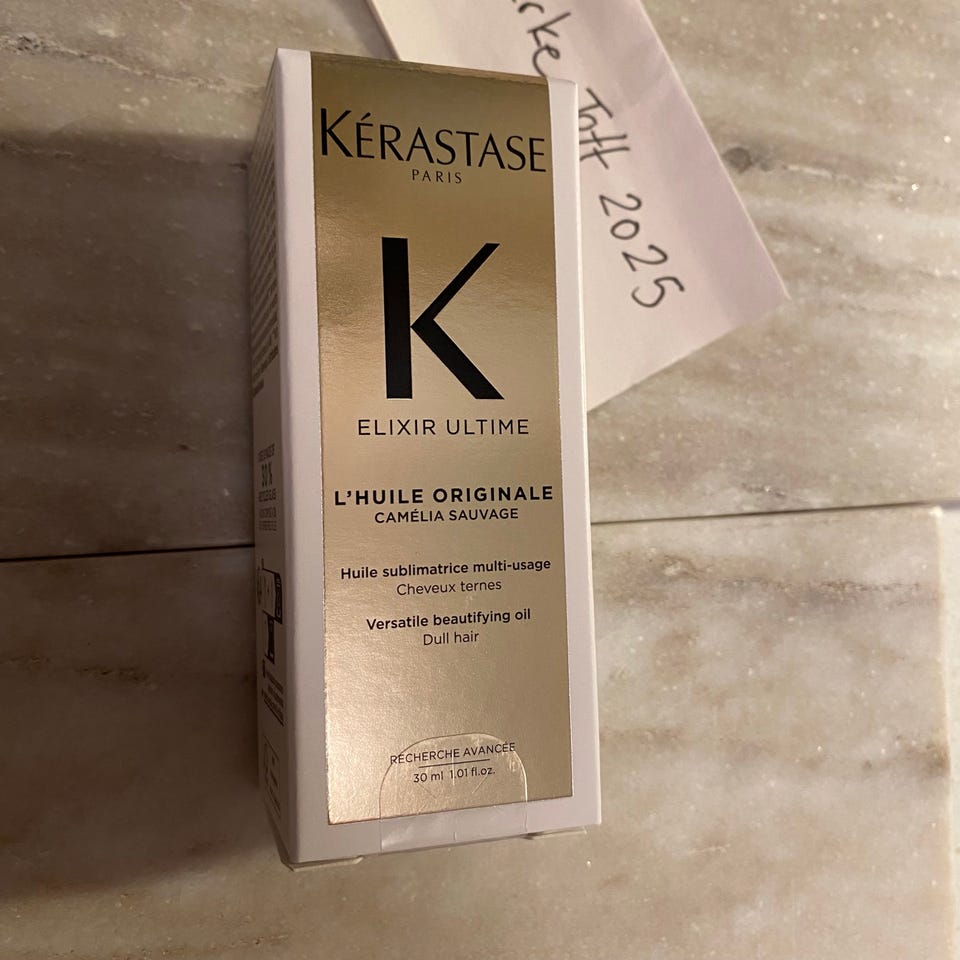 KÉRASTASE
PARIS
K
ELIXIR ULTIME
L'HUILE ORIGINALE
CAMÉLIA SAUVAGE
Huile sublimatrice multi-usage
Cheveux ternes
Versatile beautifying oil
Dull hair
RECHERCHE AVANCÉE
30 ml 1.01 fl.oz.
30 %
2025